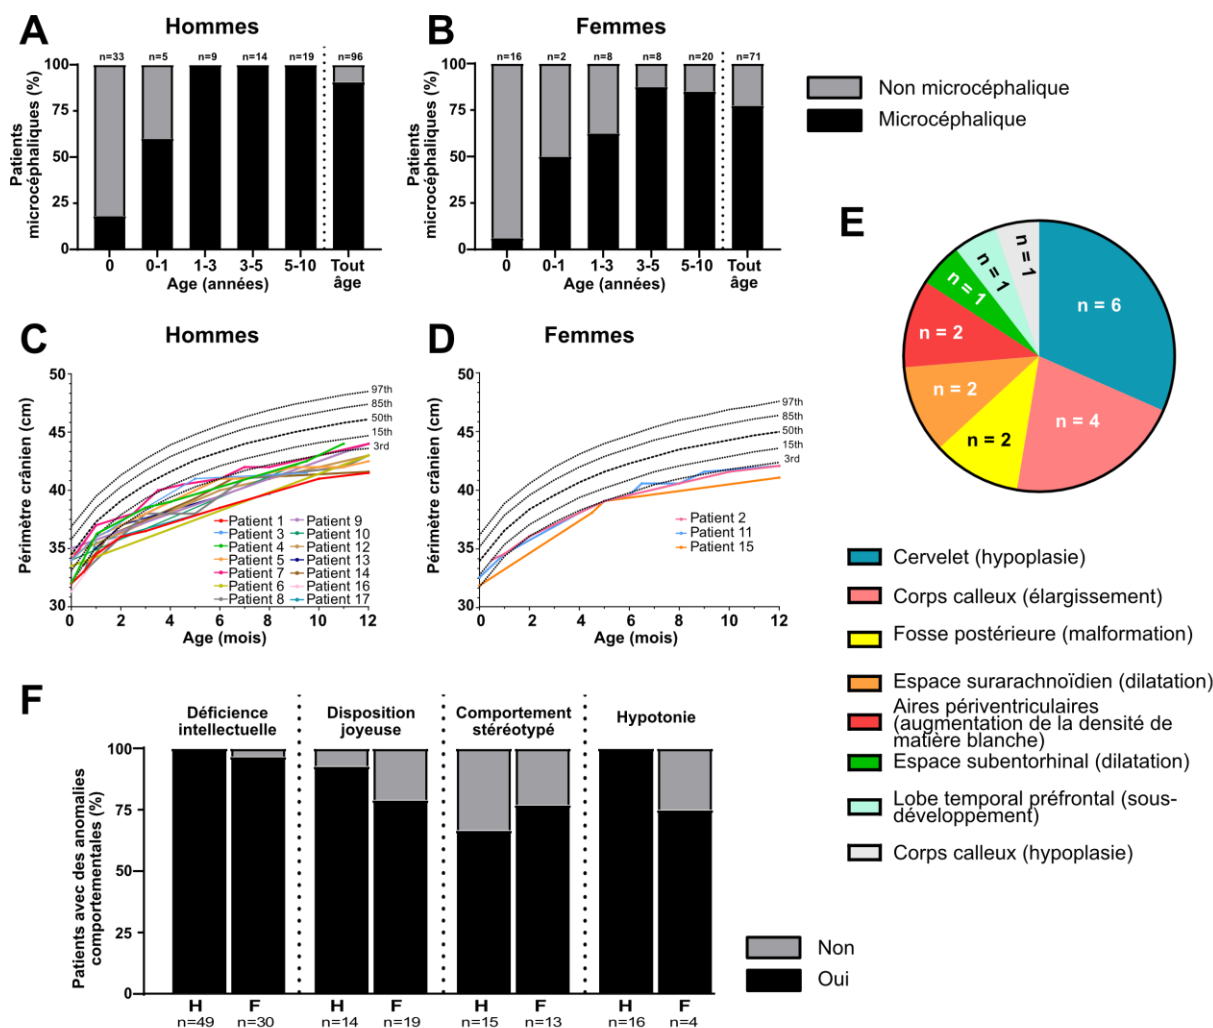 A
Hommes
n=33
n=5
n=9
n=14
n=19
n=96
Patients
microcéphaliques (%)
100
75
50
25
0
0
0-1
1-3
3-5
5-10
Tout
âge
Age (années)
B
Femmes
n=16
n=2
n=8
n=8
n=20
n=71
Patients
microcéphaliques (%)
100
75
50
25
0
0
0-1
1-3
3-5
5-10
Tout
âge
Age (années)
Non microcéphalique
Microcéphalique
C
Hommes
Périmètre crânien (cm)
50
45
40
35
30
97th
85th
50th
15th
3rd
Patient 1
Patient 3
Patient 4
Patient 5
Patient 7
Patient 6
Patient 8
Patient 9
Patient 10
Patient 12
Patient 13
Patient 14
Patient 16
Patient 17
0
2
4
6
8
10
12
Age (mois)
D
Femmes
Périmètre crânien (cm)
50
45
40
35
30
97th
85th
50th
15th
3rd
Patient 2
Patient 11
Patient 15
0
2
4
6
8
10
12
Age (mois)
E
n = 6
n = 4
n = 2
n = 2
n = 2
n = 1
n = 1
n = 1
Cervelet (hypoplasie)
Corps calleux (élargissement)
Fosse postérieure (malformation)
Espace surarachnoïdien (dilatation)
Aires périventriculaires
(augmentation de la densité de
matière blanche)
Espace subentorhinal (dilatation)
Lobe temporal préfrontal (sous-
développement)
Corps calleux (hypoplasie)
F
Déficience
intellectuelle
Disposition
joyeuse
Comportement
stéréotypé
Hypotonie
Patients avec des anomalies
comportementales (%)
100
75
50
25
0
H
F
H
F
H
F
H
F
n=49
n=30
n=14
n=19
n=15
n=13
n=16
n=4
Non
Oui